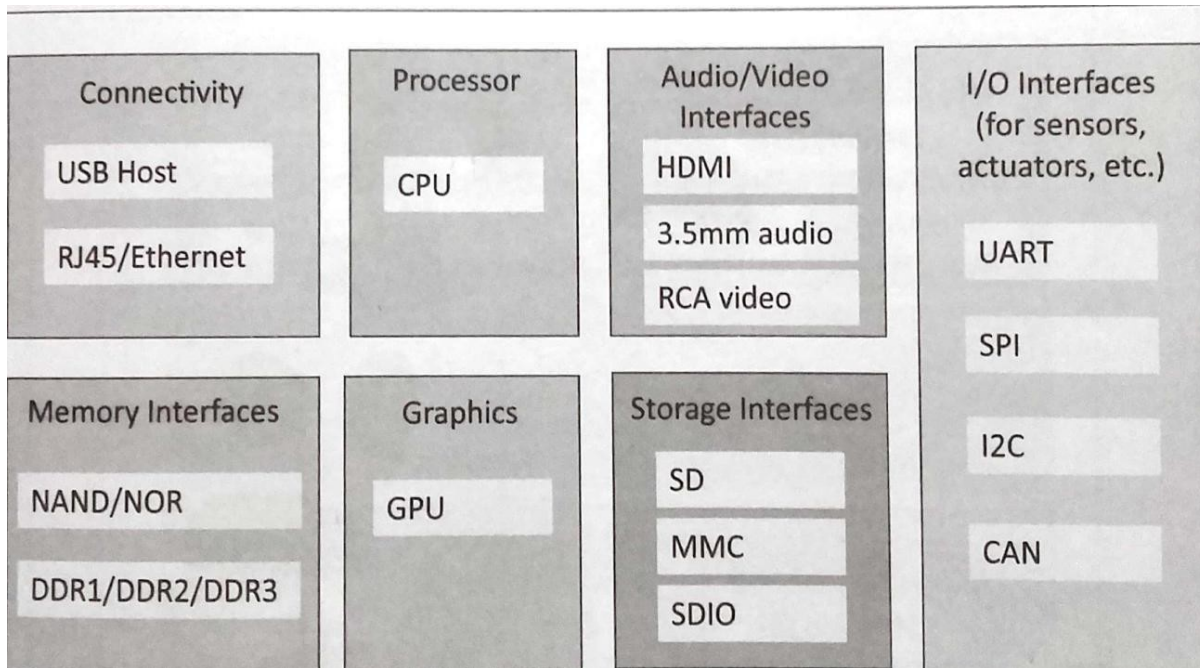 Connectivity
USB Host
RJ45/Ethernet
Processor
CPU
Audio/Video
Interfaces
HDMI
3.5mm audio
RCA video
I/O Interfaces
(for sensors,
actuators, etc.)
UART
SPI
I2C
CAN
Memory Interfaces
NAND/NOR
DDR1/DDR2/DDR3
Graphics
GPU
Storage Interfaces
SD
MMC
SDIO